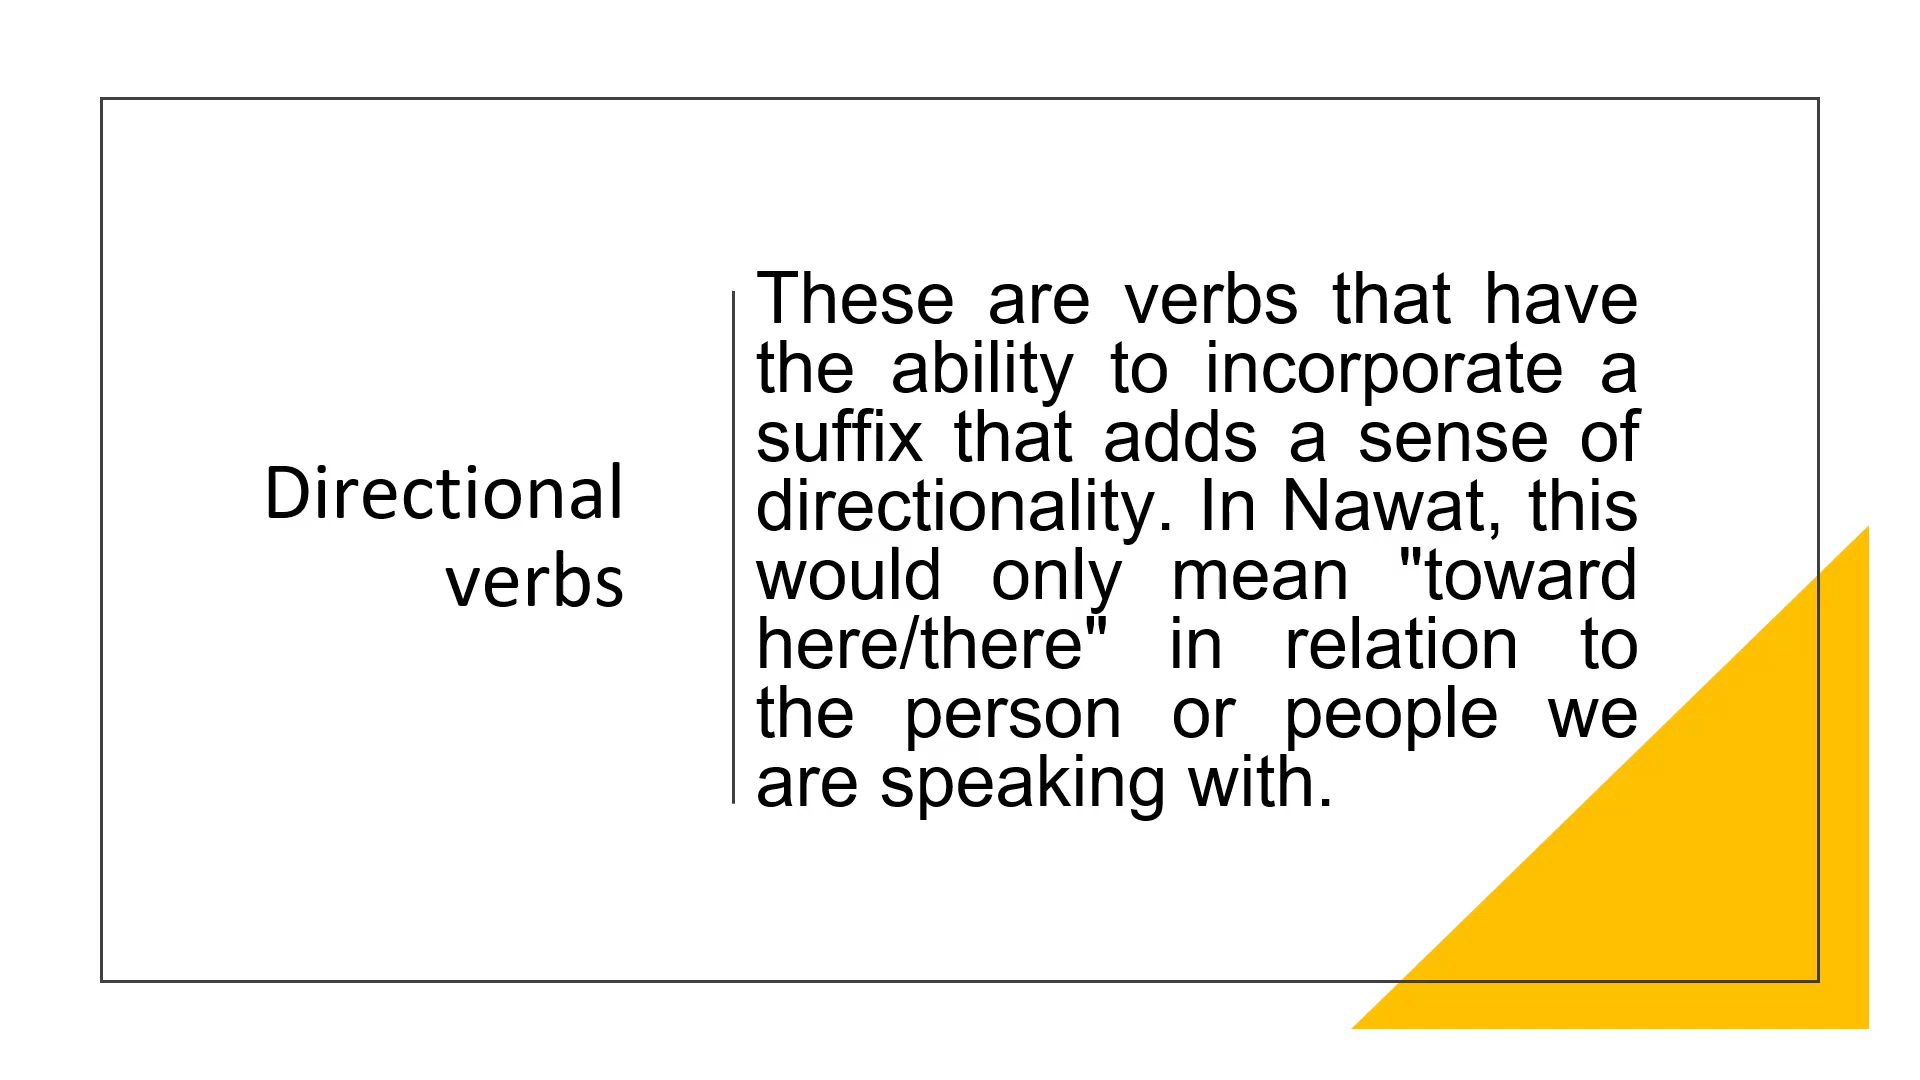 Directional
verbs
These are verbs that have
the ability to incorporate a
suffix that adds a sense of
directionality. In Nawat, this
would only mean "toward
here/there" in relation to
the person or people we
are speaking with.